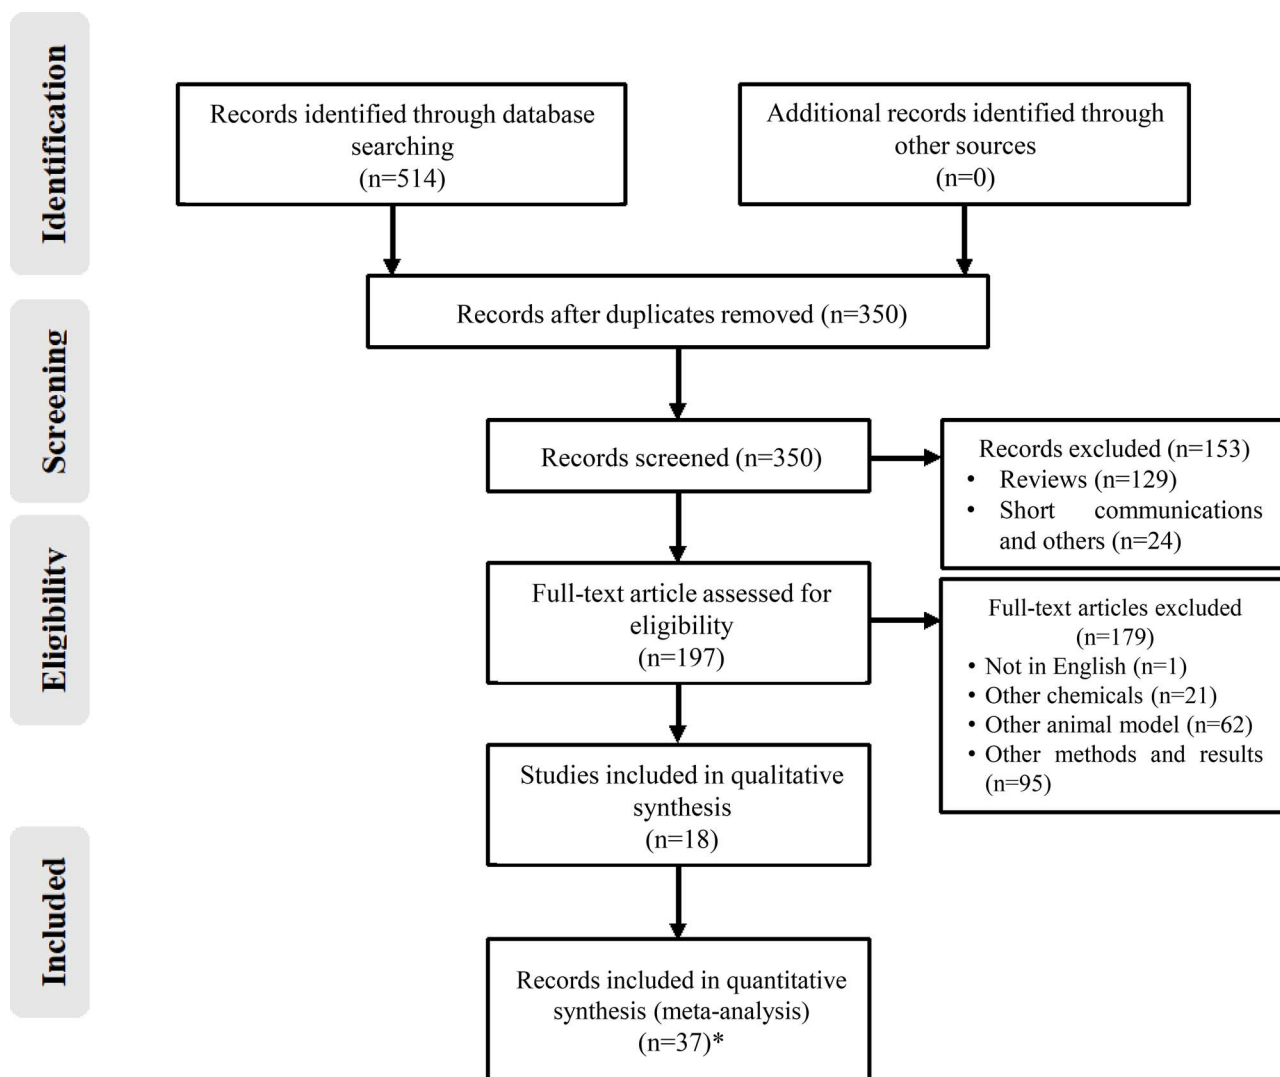 Identification
Records identified through database
searching
(n=514)
Additional records identified through
other sources
(n=0)
Records after duplicates removed (n=350)
Screening
Records screened (n=350)
Records excluded (n=153)
• Reviews (n=129)
• Short communications
and others (n=24)
Eligibility
Full-text article assessed for
eligibility
(n=197)
Full-text articles excluded
(n=179)
• Not in English (n=1)
• Other chemicals (n=21)
• Other animal model (n=62)
• Other methods and results
(n=95)
Studies included in qualitative
synthesis
(n=18)
Included
Records included in quantitative
synthesis (meta-analysis)
(n=37)*